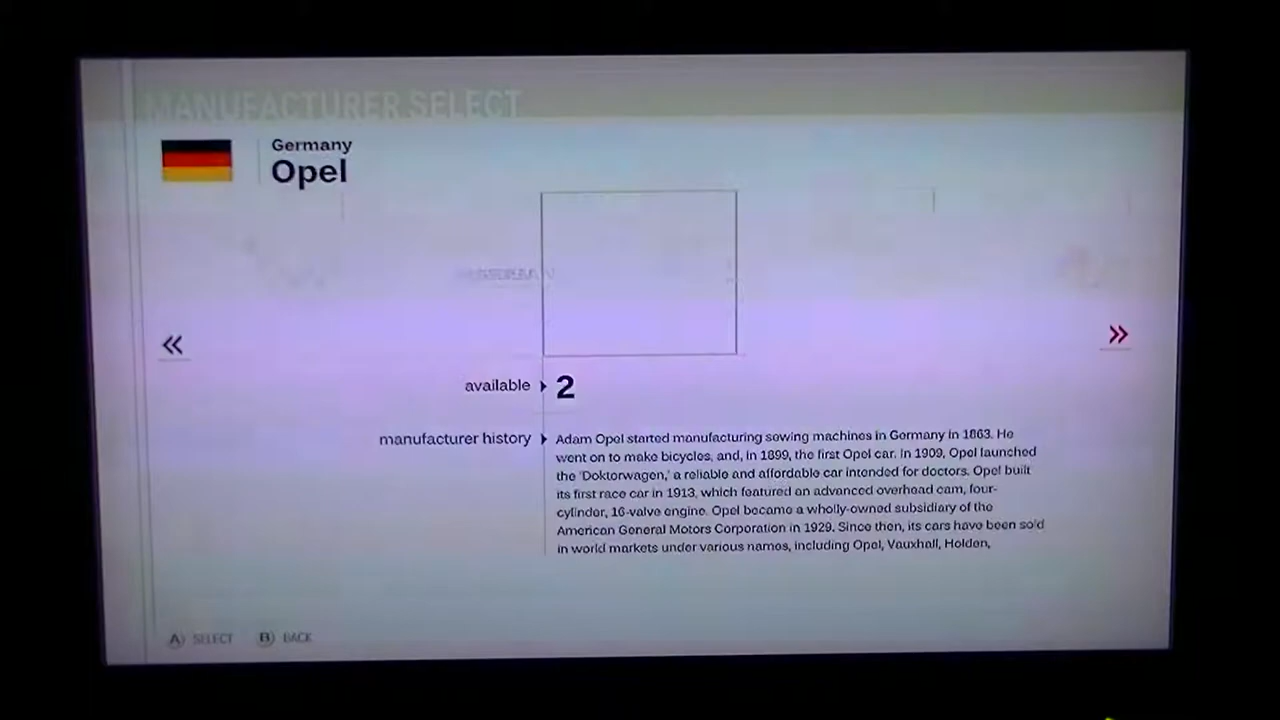 MANUFACTURER SELECT
Germany
Opel
available
2
manufacturer history
Adam Opel started manufacturing sewing machines in Germany in 1863. He
went on to make bicycles, and, in 1899, the first Opel car. In 1909, Opel launched
the 'Doktorwagen,' a reliable and affordable car intended for doctors. Opel built
its first race car in 1913, which featured an advanced overhead cam, four-
cylinder, 16-valve engine. Opel became a wholly-owned subsidiary of the
American General Motors Corporation in 1929. Since then, its cars have been sold
in world markets under various names, including Opel, Vauxhall, Holden,
A SELECT B BACK